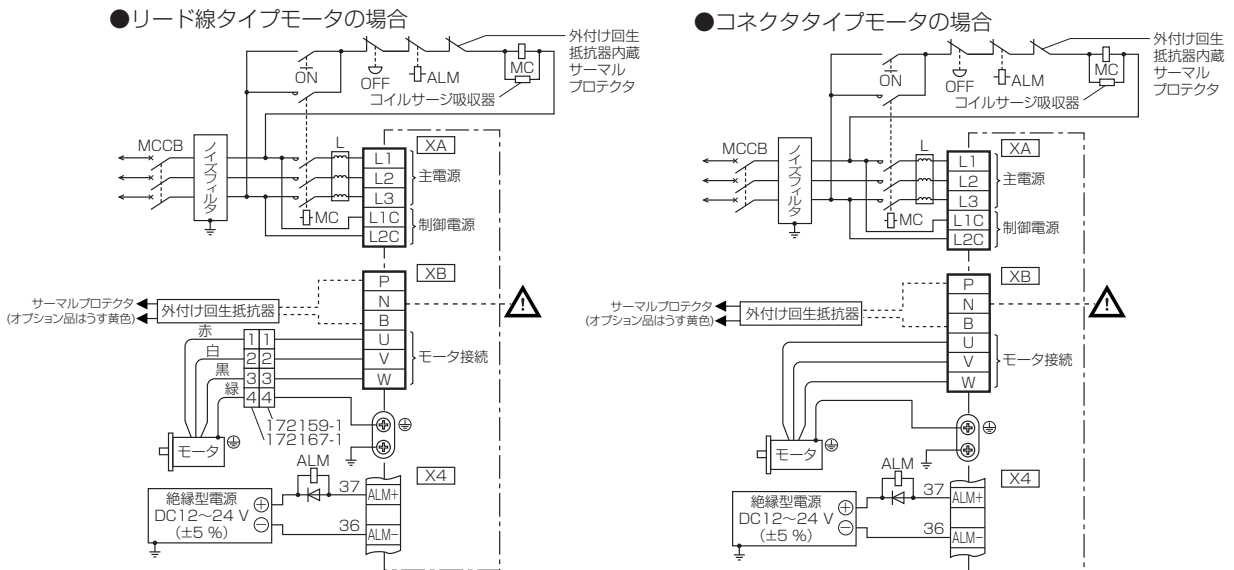 ●リード線タイプモータの場合
外付け回生
抵抗器内蔵
サーマル
プロテクタ
ON
OFF
ALM
MC
コイルサージ吸収器
MCCB
ノイズフィルタ
L
MC
XA
L1
L2
L3
L1C
L2C
主電源
制御電源
XB
P
N
B
U
V
W
モータ接続
サーマルプロテクタ
(オプション品はうす黄色)
外付け回生抵抗器
赤
白
黒
緑
1 1
2 2
3 3
4 4
172159-1
172167-1
モータ
ALM
X4
絶縁型電源
DC12〜24 V
(±5 %)
37
36
ALM+
ALM−
●コネクタタイプモータの場合
外付け回生
抵抗器内蔵
サーマル
プロテクタ
ON
OFF
ALM
MC
コイルサージ吸収器
MCCB
ノイズフィルタ
L
MC
XA
L1
L2
L3
L1C
L2C
主電源
制御電源
XB
P
N
B
U
V
W
モータ接続
サーマルプロテクタ
(オプション品はうす黄色)
外付け回生抵抗器
モータ
ALM
X4
絶縁型電源
DC12〜24 V
(±5 %)
37
36
ALM+
ALM−